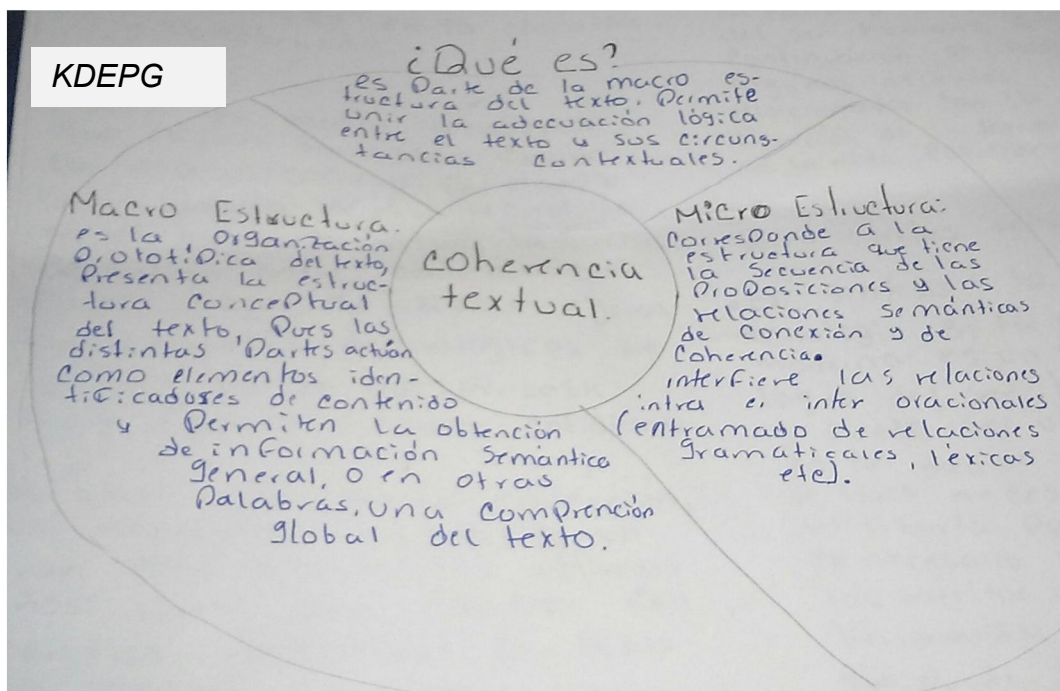 KDEPG
¿Qué es?
es parte de la macro es-
tructura del texto. Permite
unir la adecuación lógica
entre el texto y sus circuns-
tancias contextuales.
coherencia
textual.
Macro Estructura.
es la organización
prototípica del texto,
presenta la estruc-
tura conceptual
del texto, pues las
distintas partes actúan
como elementos iden-
tificadores de contenido
y permiten la obtención
de información semántica
general, o en otras
palabras, una comprención
global del texto.
Micro Estructura:
corresponde a la
estructura que tiene
la secuencia de las
proposiciones y las
relaciones semánticas
de conexión y de
coherencia.
interfiere las relaciones
intra e inter oracionales
(entramado de relaciones
gramaticales, léxicas
etc).